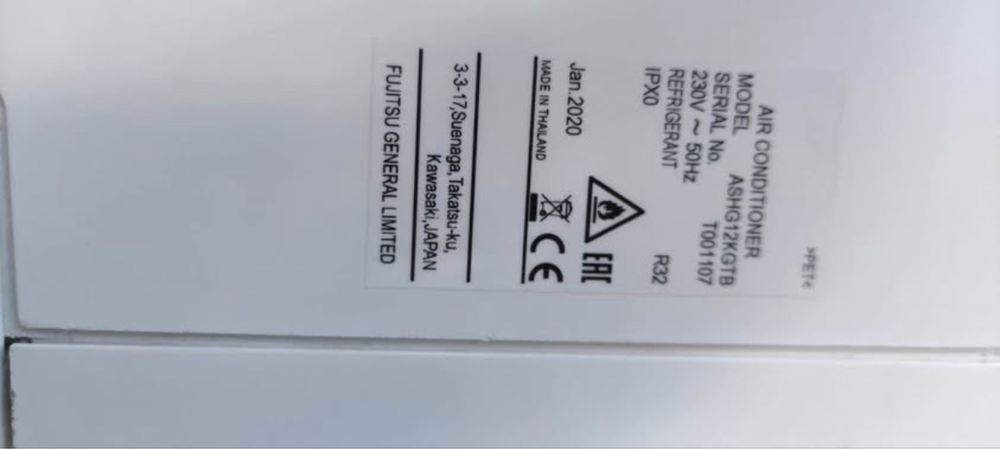 >PET<
AIR CONDITIONER
MODEL ASHG12KGTB
SERIAL No. T001107
230V ~ 50Hz
REFRIGERANT R32
IPX0
EAC
CE
Jan.2020
MADE IN THAILAND
3-3-17,Suenaga,Takatsu-ku,
Kawasaki,JAPAN
FUJITSU GENERAL LIMITED